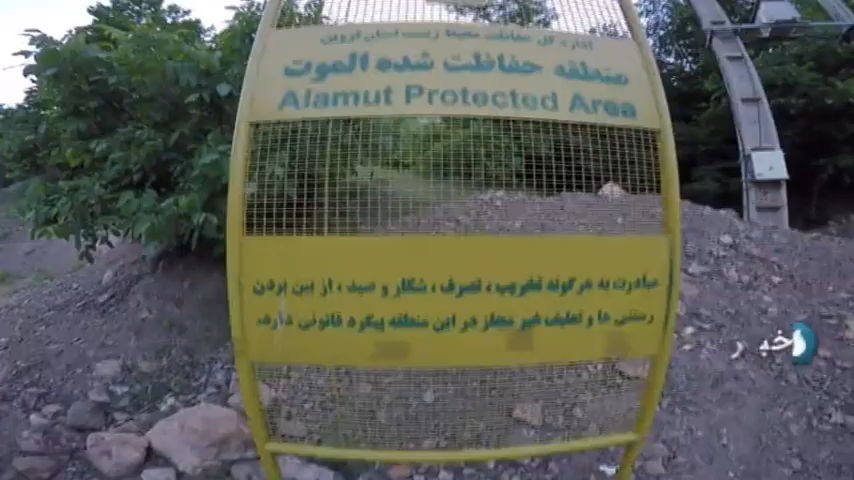 اداره کل حفاظت محیط زیست استان قزوین
منطقه حفاظت شده الموت
Alamut Protected Area
مبادرت به هرگونه تخریب ، تصرف ، شکار و صید ، از بین بردن
رستنی ها و تعلیف غیر مجاز در این منطقه پیگرد قانونی دارد.
خبر